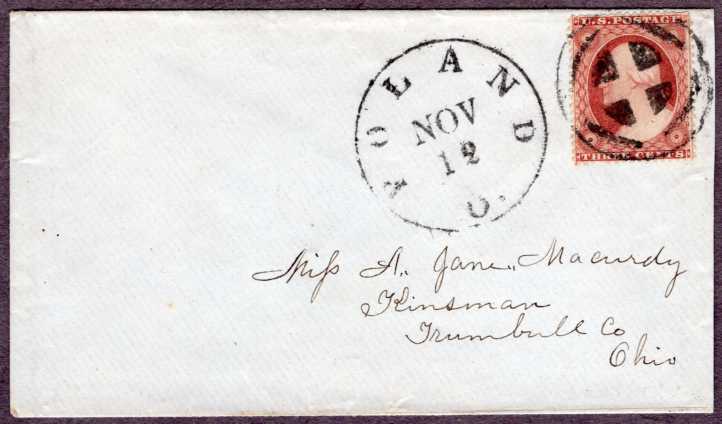 U.S. POSTAGE
THREE CENTS
POLAND
NOV
12
O.
Miss A. Jane Macurdy
Kinsman
Trumbull Co
Ohio